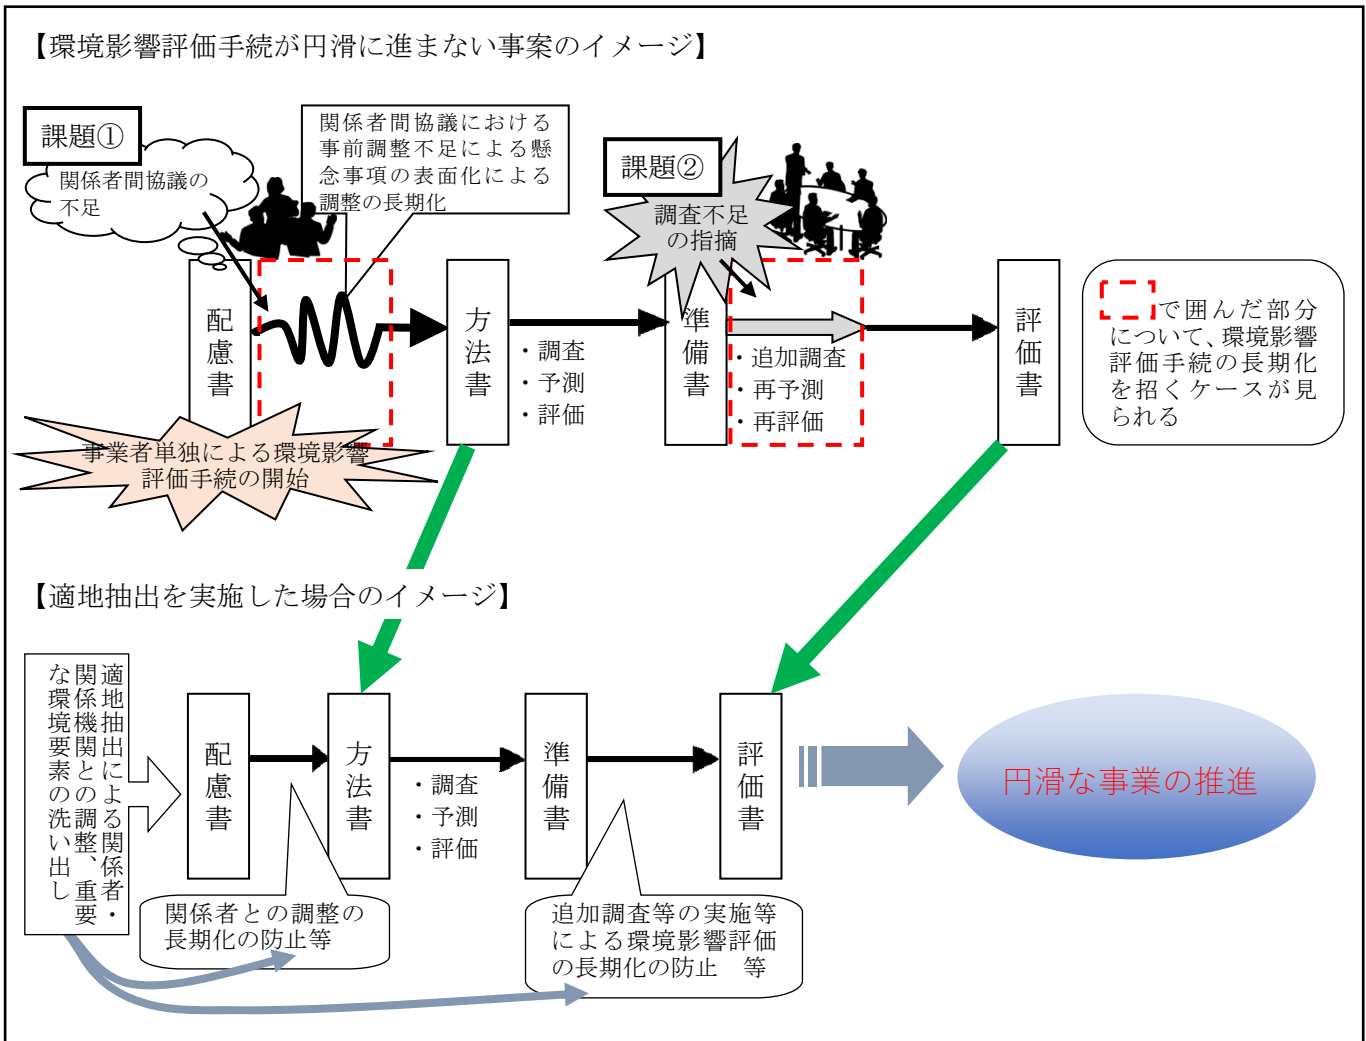 【環境影響評価手続が円滑に進まない事案のイメージ】
課題①
関係者間協議の
不足
関係者間協議における
事前調整不足による懸
念事項の表面化による
調整の長期化
課題②
調査不足
の指摘
配慮書
方法書
・調査
・予測
・評価
準備書
・追加調査
・再予測
・再評価
評価書
で囲んだ部分
について、環境影響
評価手続の長期化
を招くケースが見
られる
事業者単独による環境影響
評価手続の開始
【適地抽出を実施した場合のイメージ】
適地抽出による関係者・
関係機関との調整、重要
な環境要素の洗い出し
配慮書
方法書
・調査
・予測
・評価
準備書
評価書
円滑な事業の推進
関係者との調整の
長期化の防止等
追加調査等の実施等
による環境影響評価
の長期化の防止　等